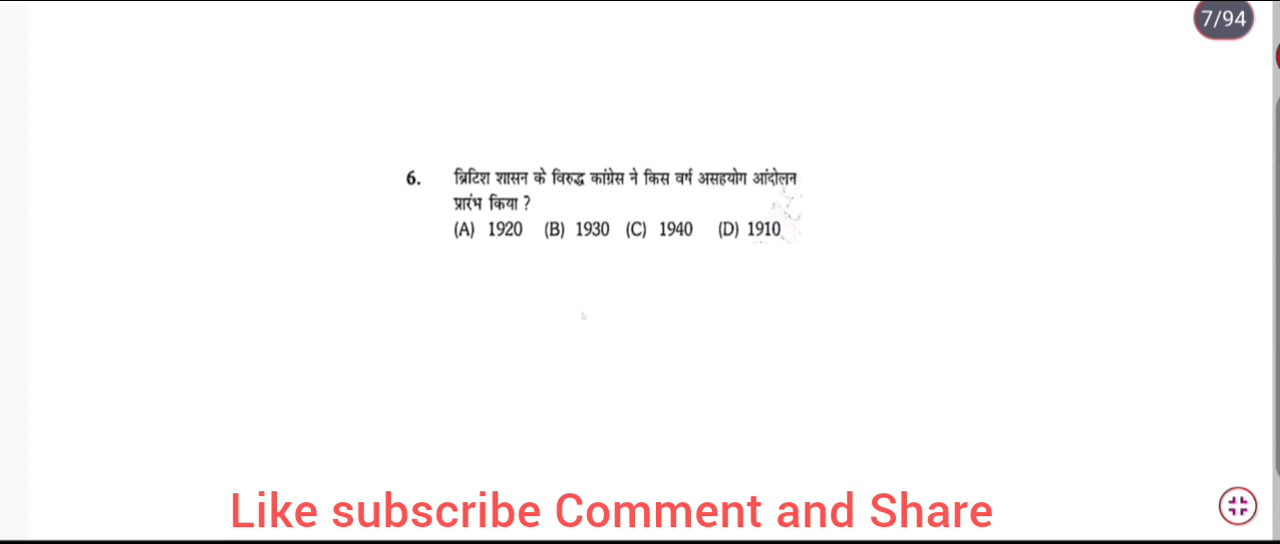 7/94
6. ब्रिटिश शासन के विरुद्ध कांग्रेस ने किस वर्ष असहयोग आंदोलन
प्रारंभ किया ?
(A) 1920 (B) 1930 (C) 1940 (D) 1910
Like subscribe Comment and Share